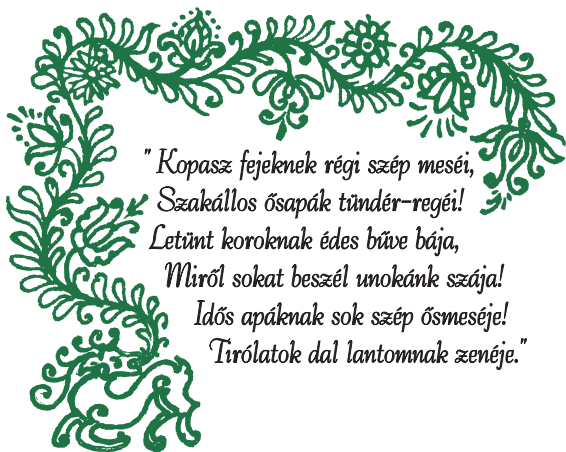 " Kopasz fejeknek régi szép meséi,
Szakállos ősapák tündér-regéi!
Letünt koroknak édes bűve bája,
Miről sokat beszél unokánk szája!
Idős apáknak sok szép ősmeséje!
Tirólatok dal lantomnak zenéje."